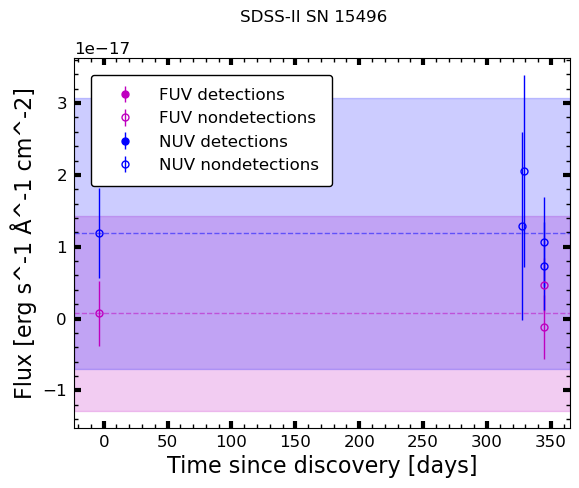 SDSS-II SN 15496
1e−17
FUV detections
FUV nondetections
NUV detections
NUV nondetections
3
2
1
0
−1
Flux [erg s^-1 Å^-1 cm^-2]
0 50 100 150 200 250 300 350
Time since discovery [days]